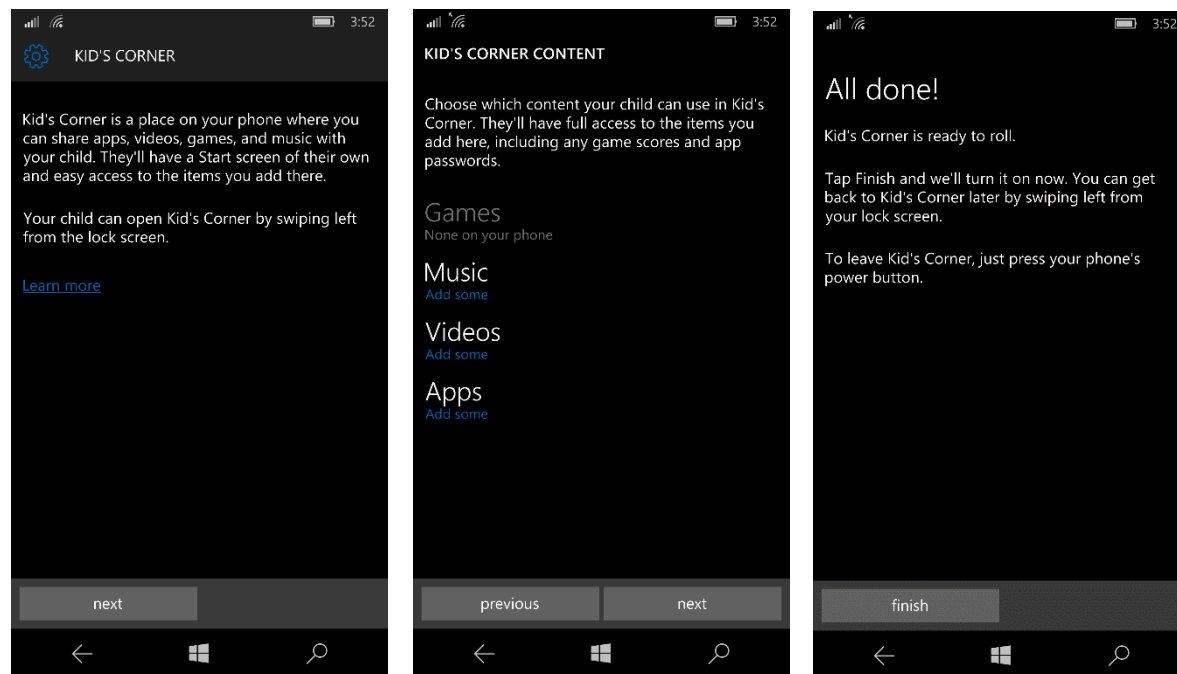 3:52
KID'S CORNER
Kid's Corner is a place on your phone where you
can share apps, videos, games, and music with
your child. They'll have a Start screen of their own
and easy access to the items you add there.
Your child can open Kid's Corner by swiping left
from the lock screen.
Learn more
next
3:52
KID'S CORNER CONTENT
Choose which content your child can use in Kid's
Corner. They'll have full access to the items you
add here, including any game scores and app
passwords.
Games
None on your phone
Music
Add some
Videos
Add some
Apps
Add some
previous
next
3:52
All done!
Kid's Corner is ready to roll.
Tap Finish and we'll turn it on now. You can get
back to Kid's Corner later by swiping left from
your lock screen.
To leave Kid's Corner, just press your phone's
power button.
finish